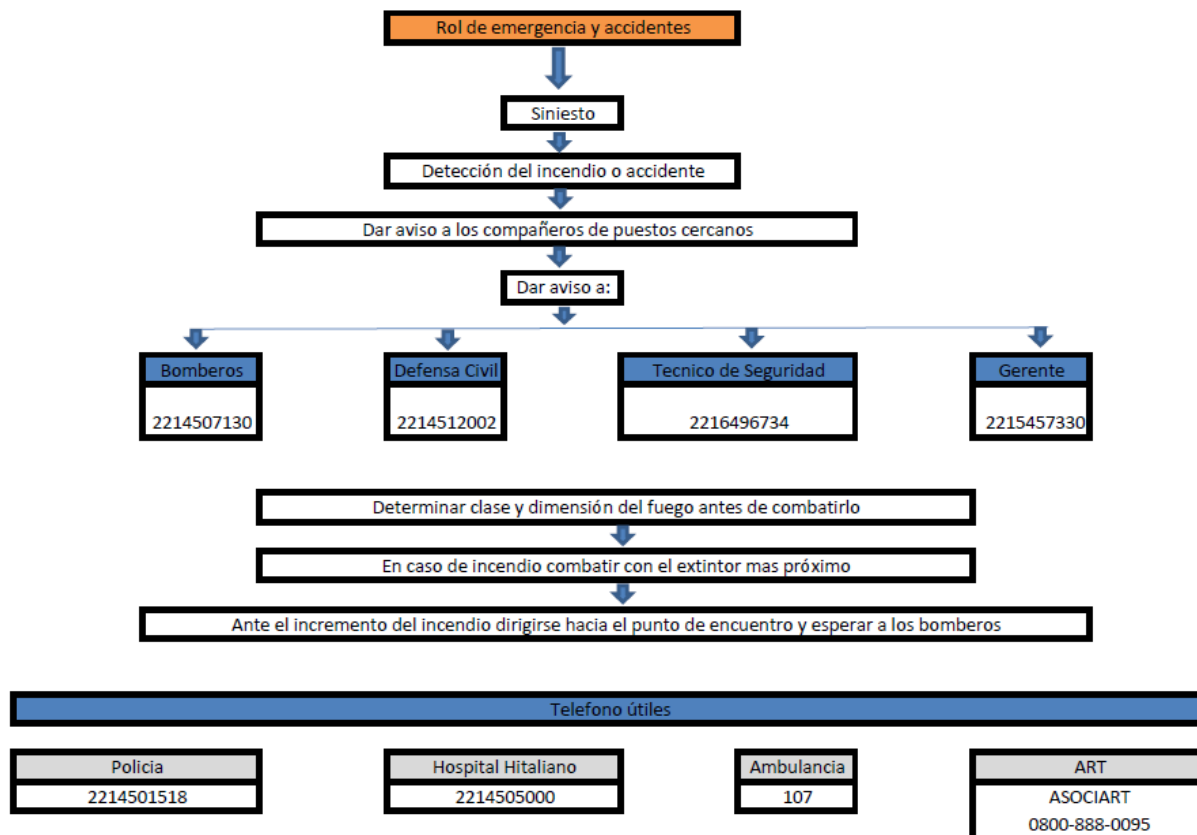 Rol de emergencia y accidentes
Siniesto
Detección del incendio o accidente
Dar aviso a los compañeros de puestos cercanos
Dar aviso a:
Bomberos
2214507130
Defensa Civil
2214512002
Tecnico de Seguridad
2216496734
Gerente
2215457330
Determinar clase y dimensión del fuego antes de combatirlo
En caso de incendio combatir con el extintor mas próximo
Ante el incremento del incendio dirigirse hacia el punto de encuentro y esperar a los bomberos
Telefono útiles
Policia
2214501518
Hospital Hitaliano
2214505000
Ambulancia
107
ART
ASOCIART
0800-888-0095